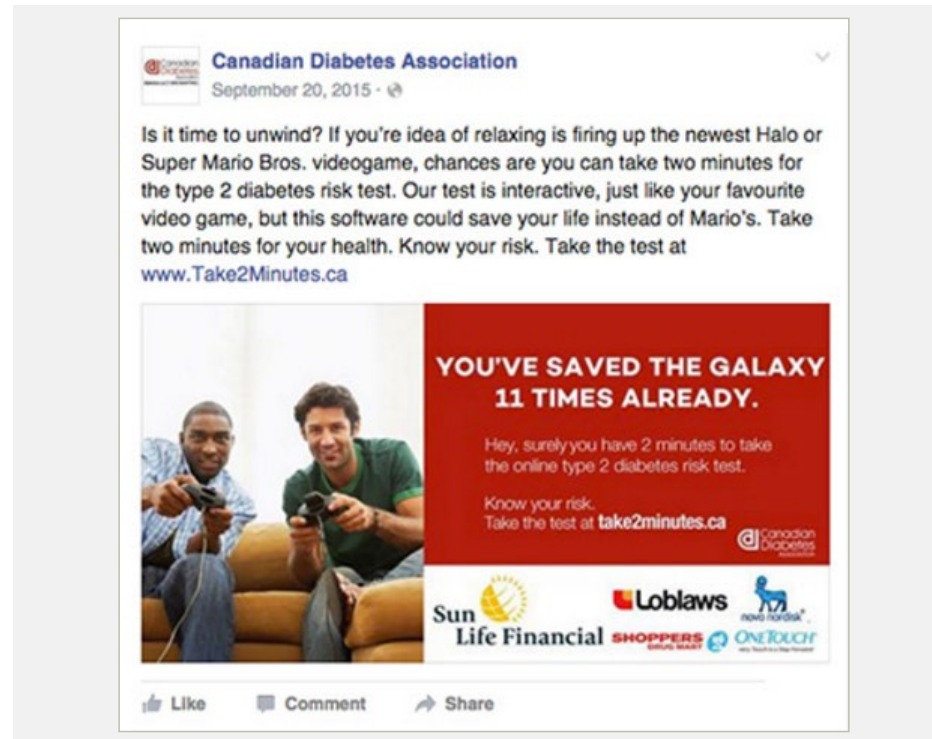 Canadian Diabetes Association
September 20, 2015 ·
Is it time to unwind? If you're idea of relaxing is firing up the newest Halo or
Super Mario Bros. videogame, chances are you can take two minutes for
the type 2 diabetes risk test. Our test is interactive, just like your favourite
video game, but this software could save your life instead of Mario's. Take
two minutes for your health. Know your risk. Take the test at
www.Take2Minutes.ca
YOU'VE SAVED THE GALAXY
11 TIMES ALREADY.
Hey, surely you have 2 minutes to take
the online type 2 diabetes risk test.
Know your risk.
Take the test at take2minutes.ca
Canadian
Diabetes
Association
Sun
Life Financial
Loblaws
novo nordisk
SHOPPERS
DRUG MART
ONETOUCH
Like Comment Share